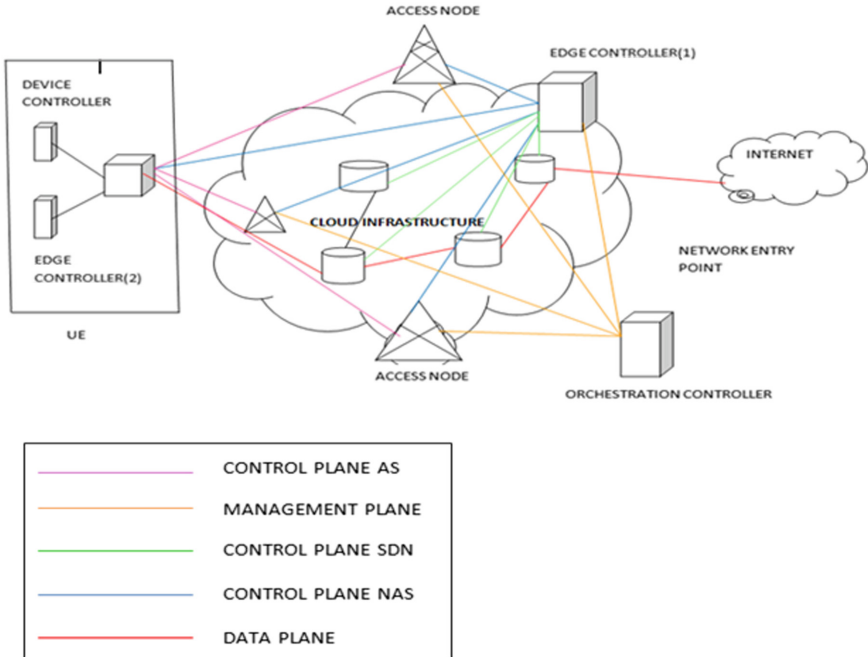 ACCESS NODE
EDGE CONTROLLER(1)
DEVICE
CONTROLLER
INTERNET
CLOUD INFRASTRUCTURE
EDGE
CONTROLLER(2)
NETWORK ENTRY
POINT
UE
ACCESS NODE
ORCHESTRATION CONTROLLER
CONTROL PLANE AS
MANAGEMENT PLANE
CONTROL PLANE SDN
CONTROL PLANE NAS
DATA PLANE